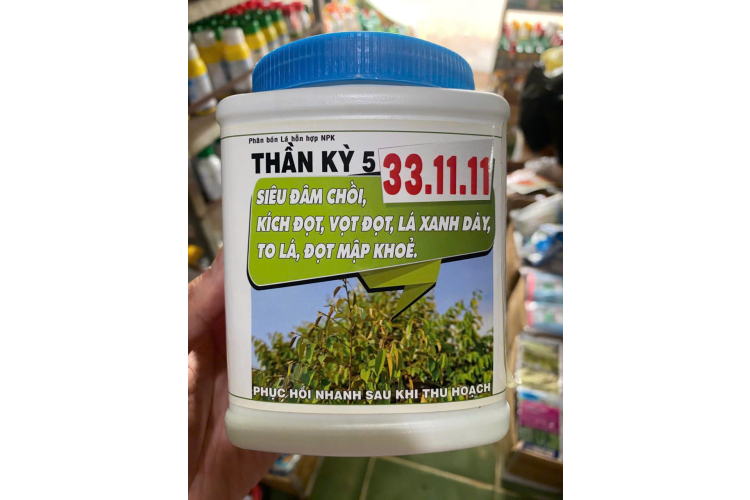 Phân bón Lá hỗn hợp NPK
THẦN KỲ 5
33.11.11
SIÊU ĐÂM CHỒI,
KÍCH ĐỌT, VỌT ĐỌT, LÁ XANH DÀY,
TO LÁ, ĐỌT MẬP KHOẺ.
PHỤC HỒI NHANH SAU KHI THU HOẠCH